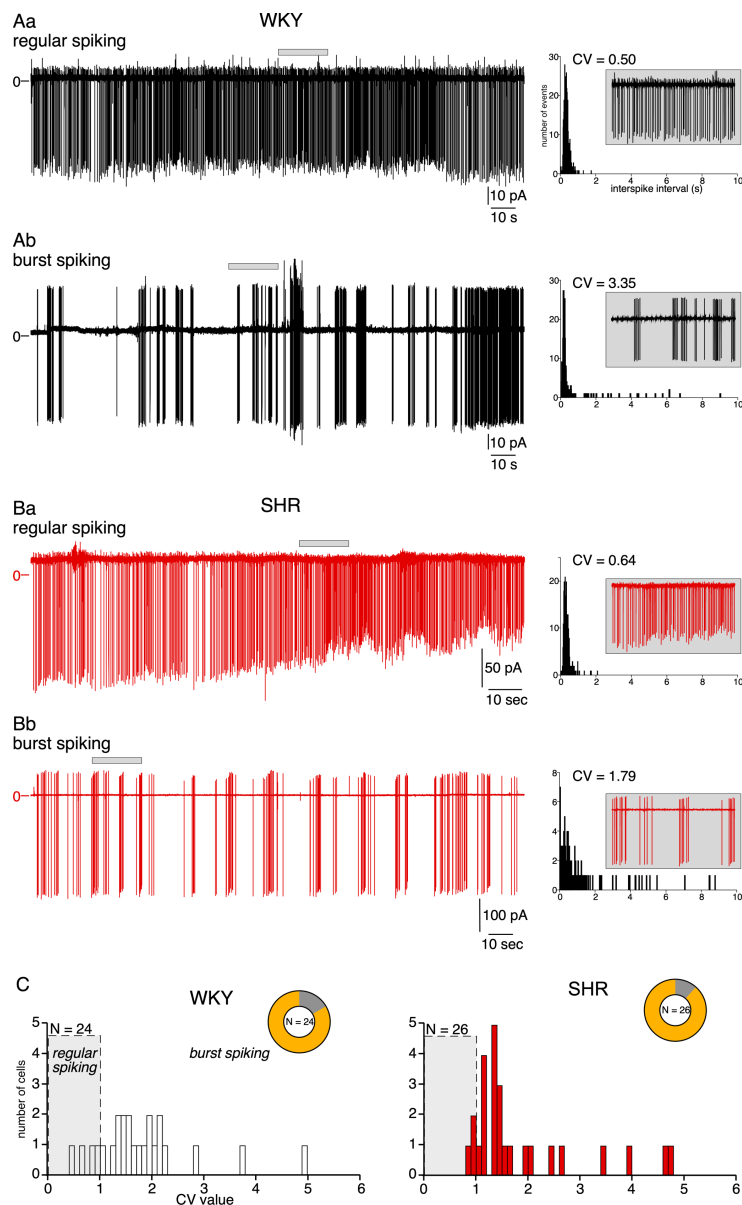 Aa
WKY
regular spiking
0
10 pA
10 s
CV = 0.50
number of events
30
20
10
0
0 2 4 6 8 10
interspike interval (s)
Ab
burst spiking
0
10 pA
10 s
CV = 3.35
30
20
10
0
0 2 4 6 8 10
Ba
SHR
regular spiking
0
50 pA
10 sec
CV = 0.64
20
10
0
0 2 4 6 8 10
Bb
burst spiking
0
100 pA
10 sec
CV = 1.79
8
6
4
2
0
0 2 4 6 8 10
C
WKY
N = 24
N = 24
regular
spiking
burst spiking
number of cells
5
4
3
2
1
0
0 1 2 3 4 5 6
CV value
SHR
N = 26
N = 26
5
4
3
2
1
0
0 1 2 3 4 5 6